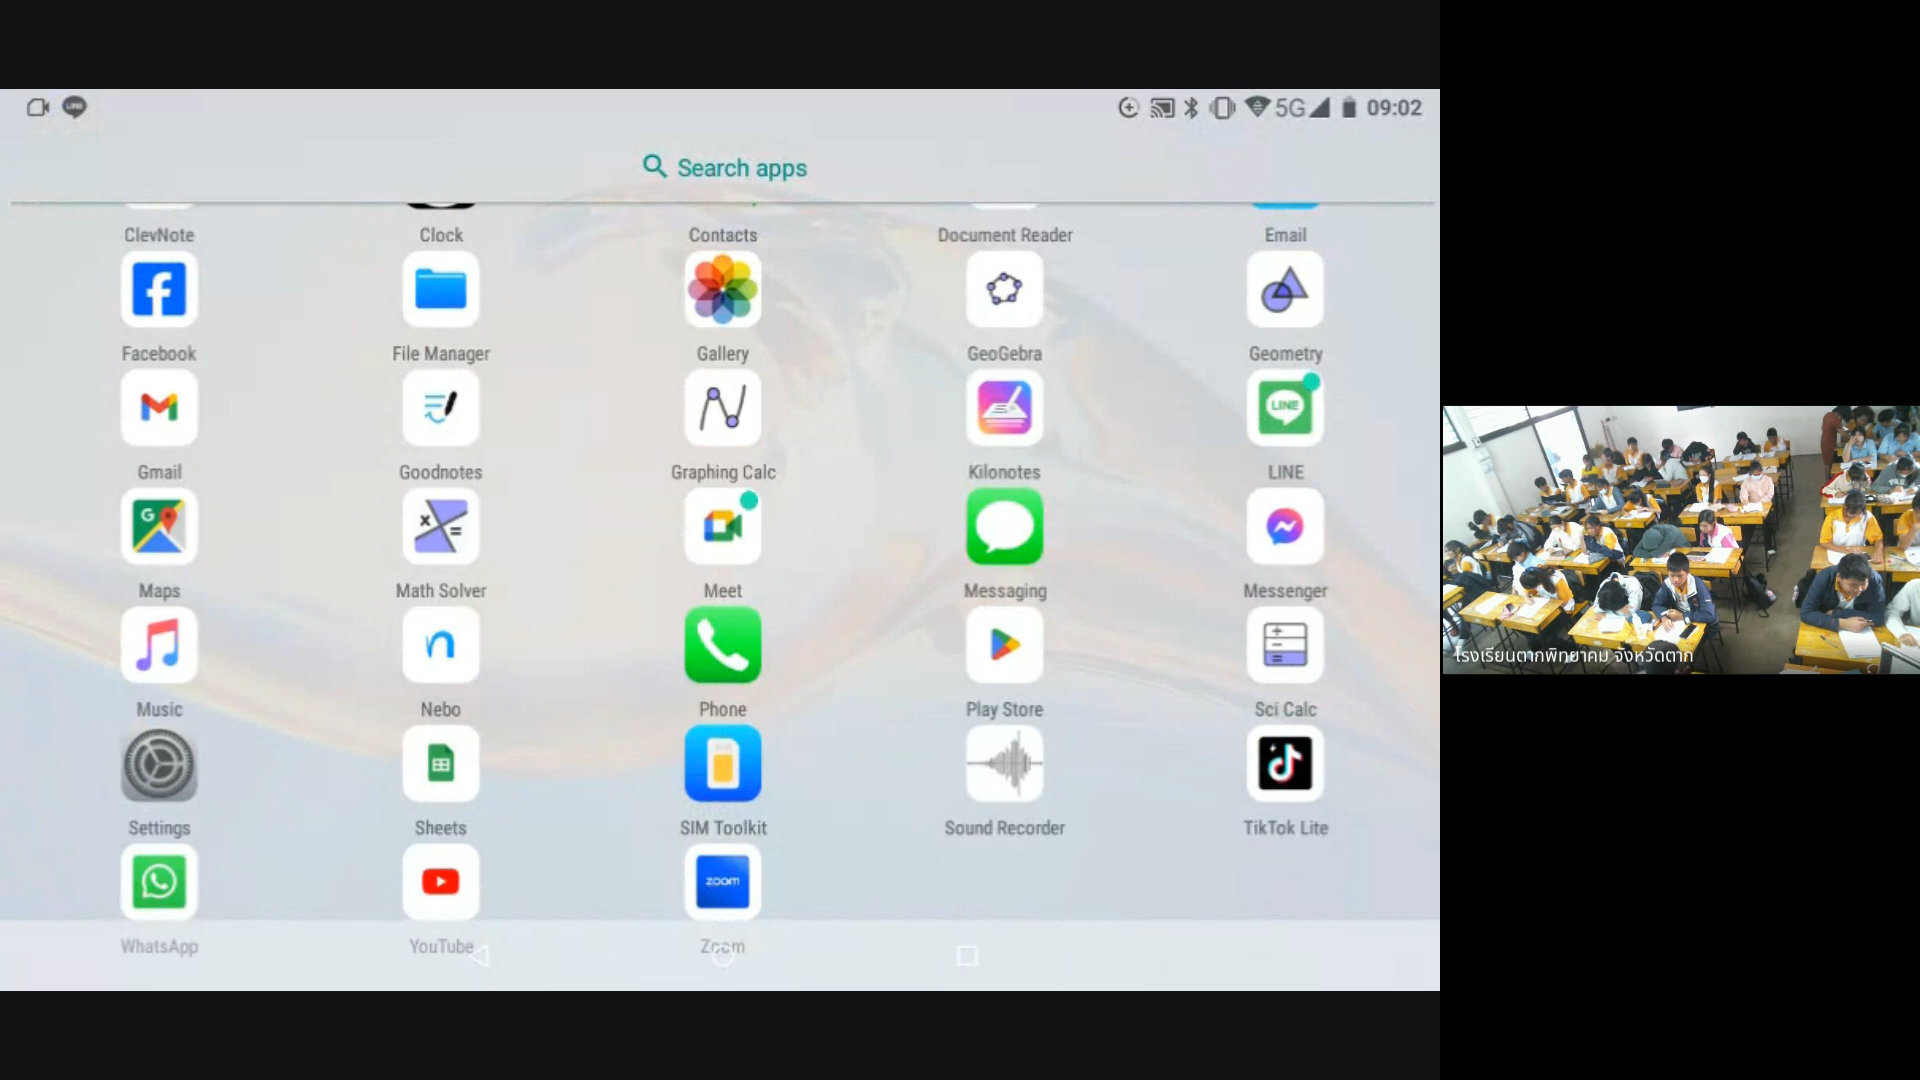 LINE
5G
09:02
Search apps
ClevNote
Clock
Contacts
Document Reader
Email
Facebook
File Manager
Gallery
GeoGebra
Geometry
LINE
Gmail
Goodnotes
Graphing Calc
Kilonotes
LINE
G
x
=
Maps
Math Solver
Meet
Messaging
Messenger
Music
Nebo
Phone
Play Store
Sci Calc
Settings
Sheets
SIM Toolkit
Sound Recorder
TikTok Lite
zoom
WhatsApp
YouTube
Zoom
โรงเรียนตากพิทยาคม จังหวัดตาก